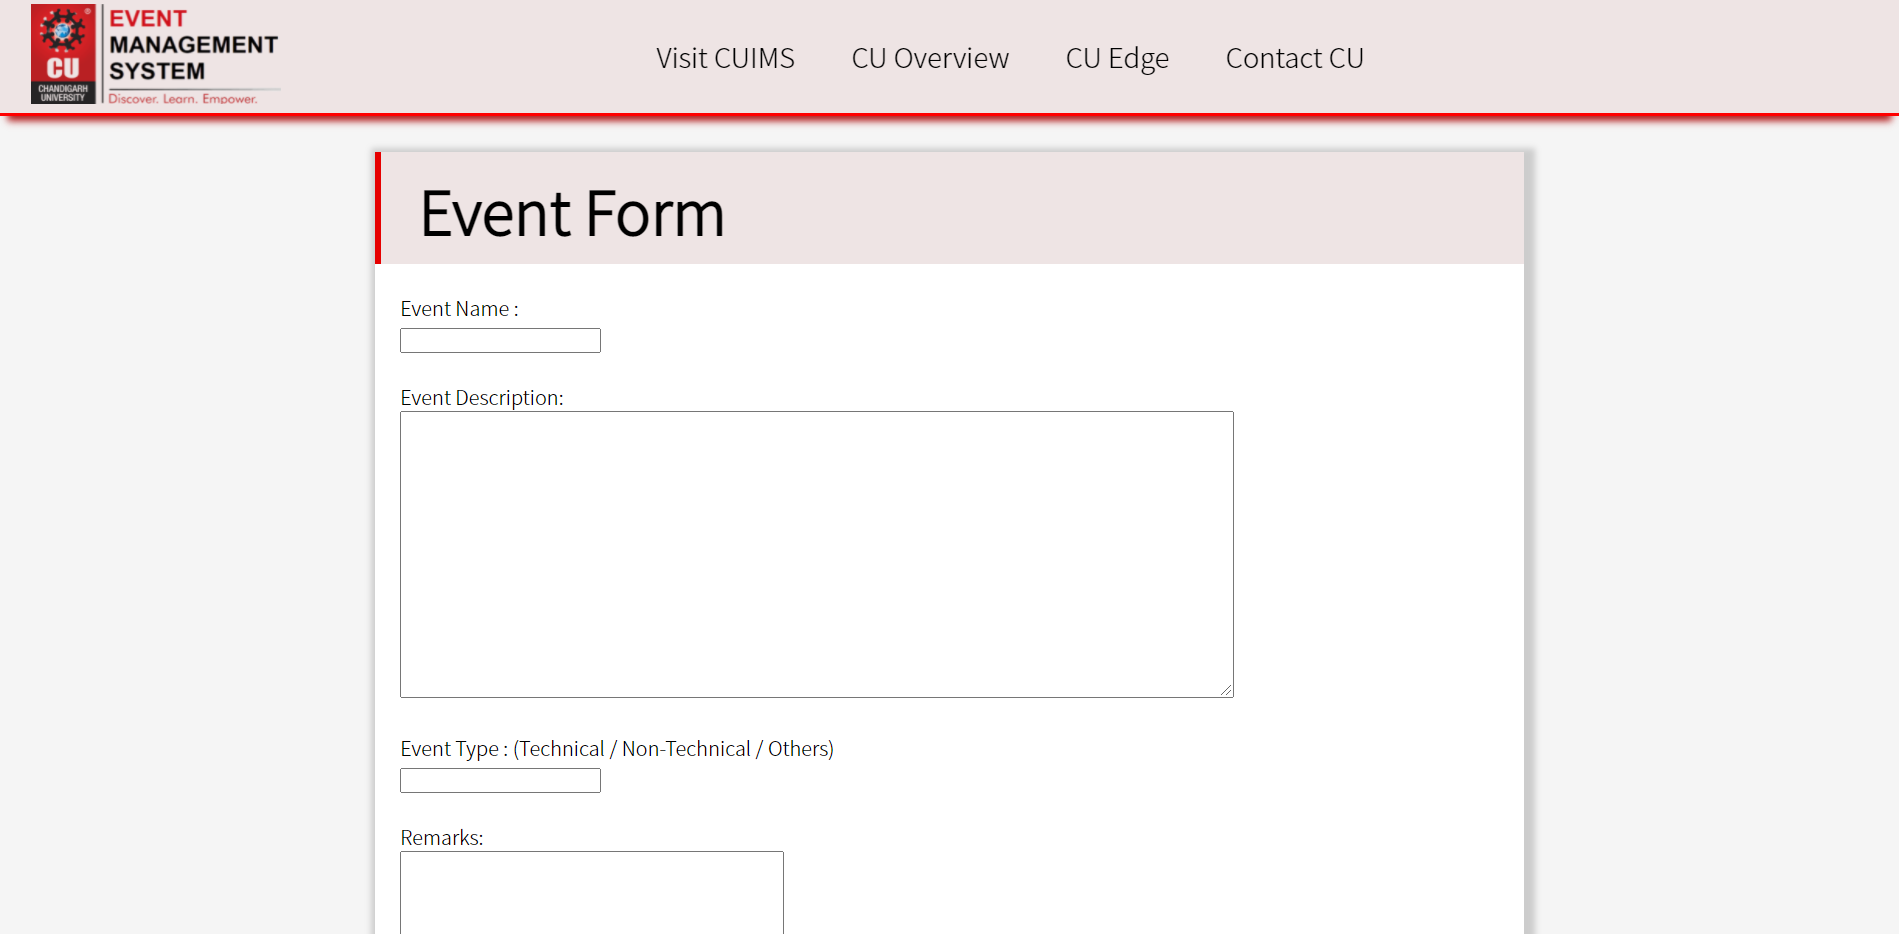 EVENT
MANAGEMENT
SYSTEM
CU
CHANDIGARH
UNIVERSITY
Discover. Learn. Empower.
Visit CUIMS
CU Overview
CU Edge
Contact CU
Event Form
Event Name :
Event Description:
Event Type : (Technical / Non-Technical / Others)
Remarks: